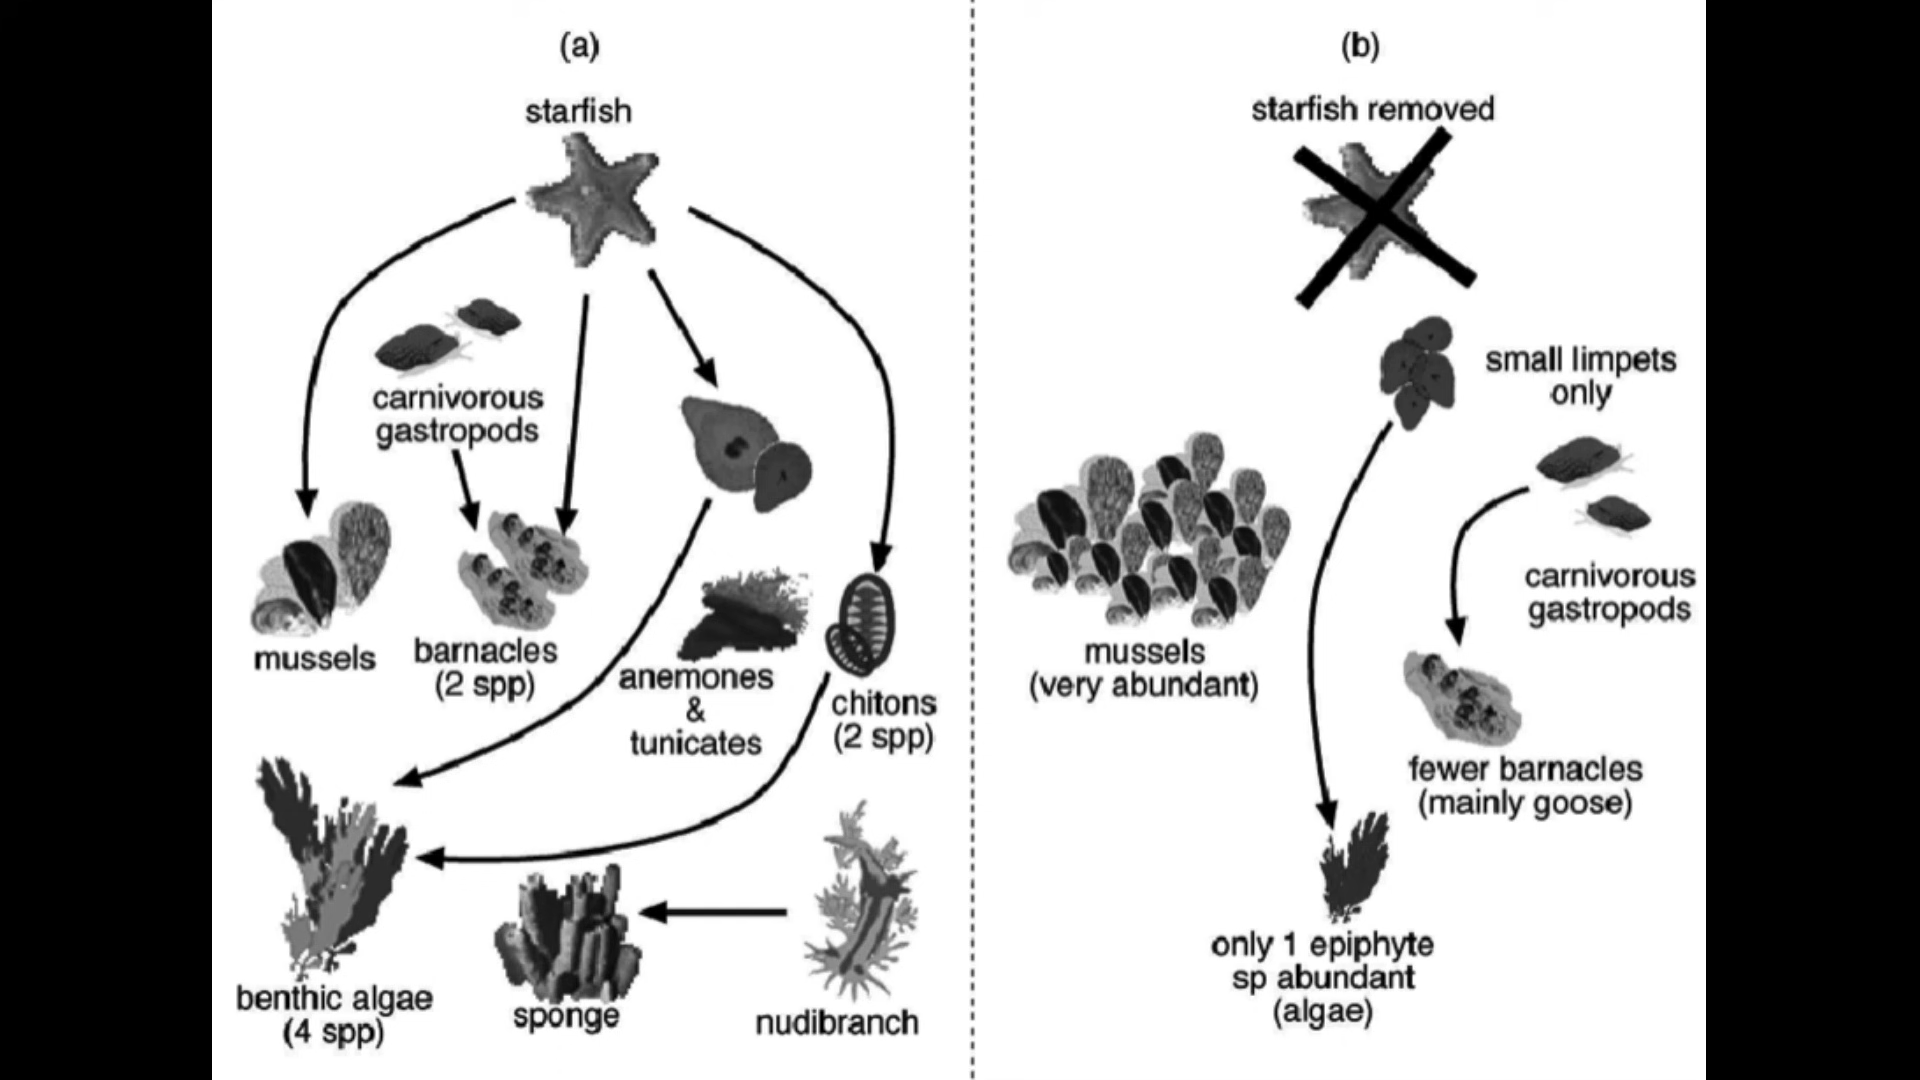 (a)
starfish
carnivorous
gastropods
mussels
barnacles
(2 spp)
anemones
&
tunicates
chitons
(2 spp)
benthic algae
(4 spp)
sponge
nudibranch
(b)
starfish removed
small limpets
only
carnivorous
gastropods
mussels
(very abundant)
fewer barnacles
(mainly goose)
only 1 epiphyte
sp abundant
(algae)